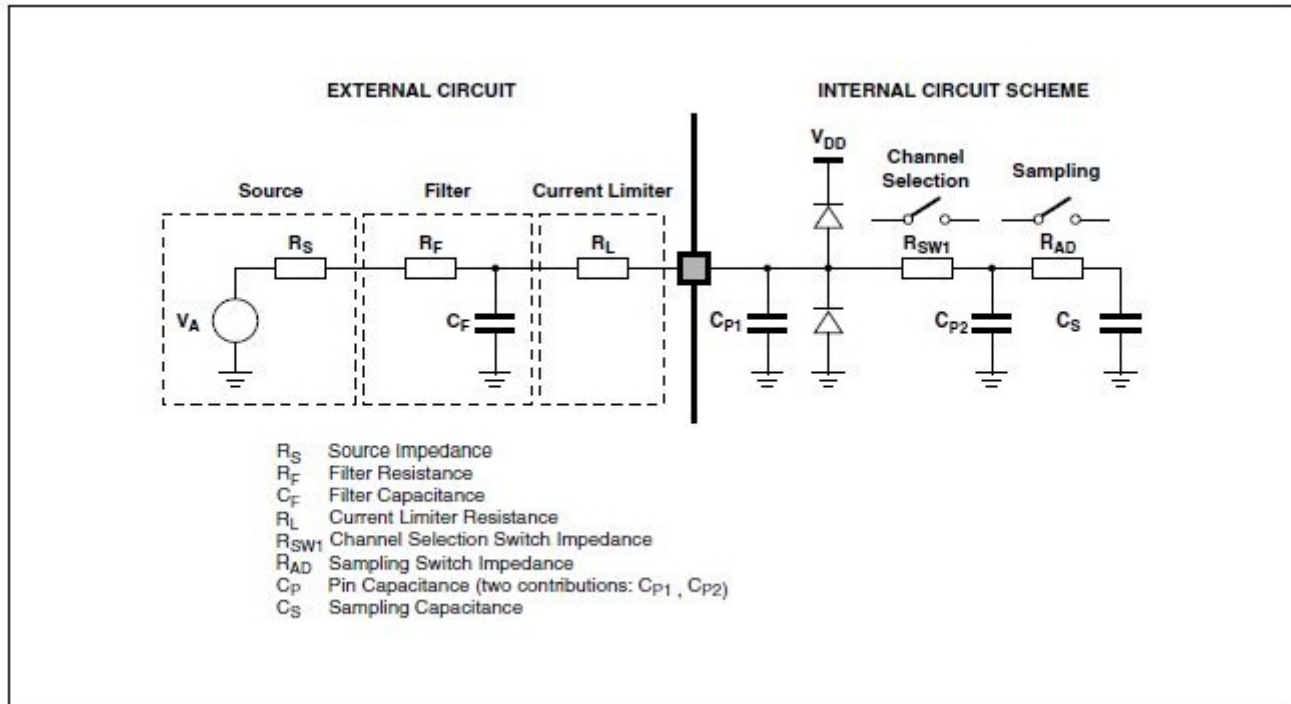 EXTERNAL CIRCUIT
INTERNAL CIRCUIT SCHEME
VDD
Channel
Selection
Sampling
Source
Filter
Current Limiter
RS
RF
RL
RSW1
RAD
VA
CF
CP1
CP2
CS
RS Source Impedance
RF Filter Resistance
CF Filter Capacitance
RL Current Limiter Resistance
RSW1 Channel Selection Switch Impedance
RAD Sampling Switch Impedance
CP Pin Capacitance (two contributions: CP1 , CP2)
CS Sampling Capacitance